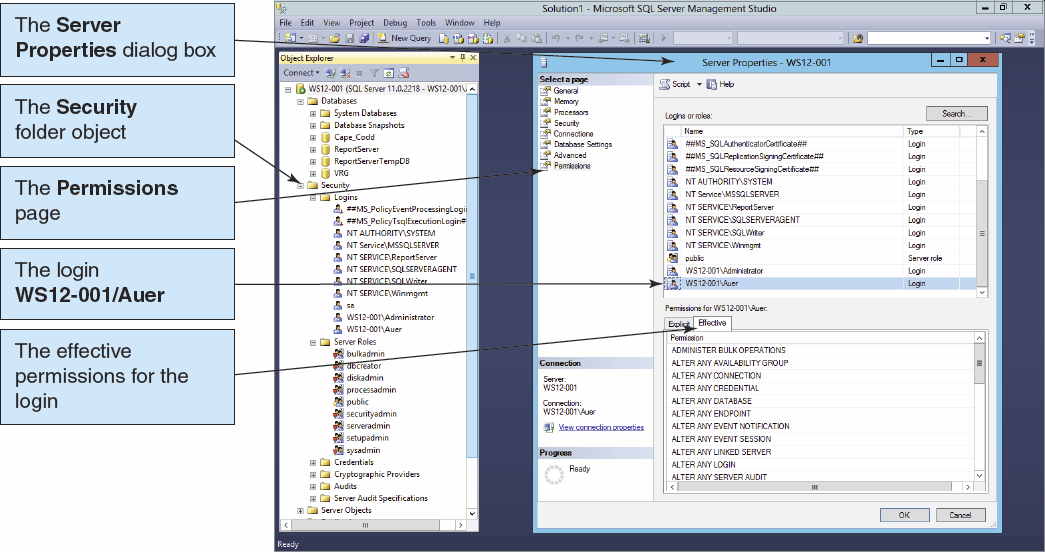 The Server
Properties dialog box
The Security
folder object
The Permissions
page
The login
WS12-001/Auer
The effective
permissions for the
login
Solution1 - Microsoft SQL Server Management Studio
File Edit View Project Debug Tools Window Help
New Query
Object Explorer
Connect
WS12-001 (SQL Server 11.0.2218 - WS12-001\
Databases
System Databases
Database Snapshots
Cape_Codd
ReportServer
ReportServerTempDB
VRG
Security
Logins
##MS_PolicyEventProcessingLogin
##MS_PolicyTsqlExecutionLogin##
NT AUTHORITY\SYSTEM
NT Service\MSSQLSERVER
NT SERVICE\ReportServer
NT SERVICE\SQLSERVERAGENT
NT SERVICE\SQLWriter
NT SERVICE\Winmgmt
sa
WS12-001\Administrator
WS12-001\Auer
Server Roles
bulkadmin
dbcreator
diskadmin
processadmin
public
securityadmin
serveradmin
setupadmin
sysadmin
Credentials
Cryptographic Providers
Audits
Server Audit Specifications
Server Objects
Ready
Server Properties - WS12-001
Select a page
General
Memory
Processors
Security
Connections
Database Settings
Advanced
Permissions
Connection
Server:
WS12-001
Connection:
WS12-001\Auer
View connection properties
Progress
Ready
Script Help
Logins or roles:
Search...
Name Type
##MS_SQLAuthenticatorCertificate## Login
##MS_SQLReplicationSigningCertificate## Login
##MS_SQLResourceSigningCertificate## Login
NT AUTHORITY\SYSTEM Login
NT Service\MSSQLSERVER Login
NT SERVICE\ReportServer Login
NT SERVICE\SQLSERVERAGENT Login
NT SERVICE\SQLWriter Login
NT SERVICE\Winmgmt Login
public Server role
WS12-001\Administrator Login
WS12-001\Auer Login
Permissions for WS12-001\Auer:
Explicit Effective
Permission
ADMINISTER BULK OPERATIONS
ALTER ANY AVAILABILITY GROUP
ALTER ANY CONNECTION
ALTER ANY CREDENTIAL
ALTER ANY DATABASE
ALTER ANY ENDPOINT
ALTER ANY EVENT NOTIFICATION
ALTER ANY EVENT SESSION
ALTER ANY LINKED SERVER
ALTER ANY LOGIN
ALTER ANY SERVER AUDIT
OK Cancel